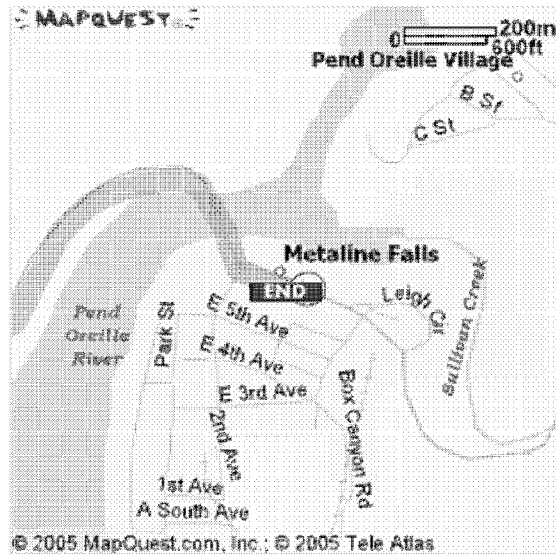 MAPQUEST
0 200m
600ft
Pend Oreille Village
B St
C St
Metaline Falls
END
Leigh Cir
Sullivan Creek
Pend
Oreille
River
Park St
E 5th Ave
E 4th Ave
E 3rd Ave
2nd Ave
Box Canyon Rd
1st Ave
A South Ave
© 2005 MapQuest.com, Inc.; © 2005 Tele Atlas